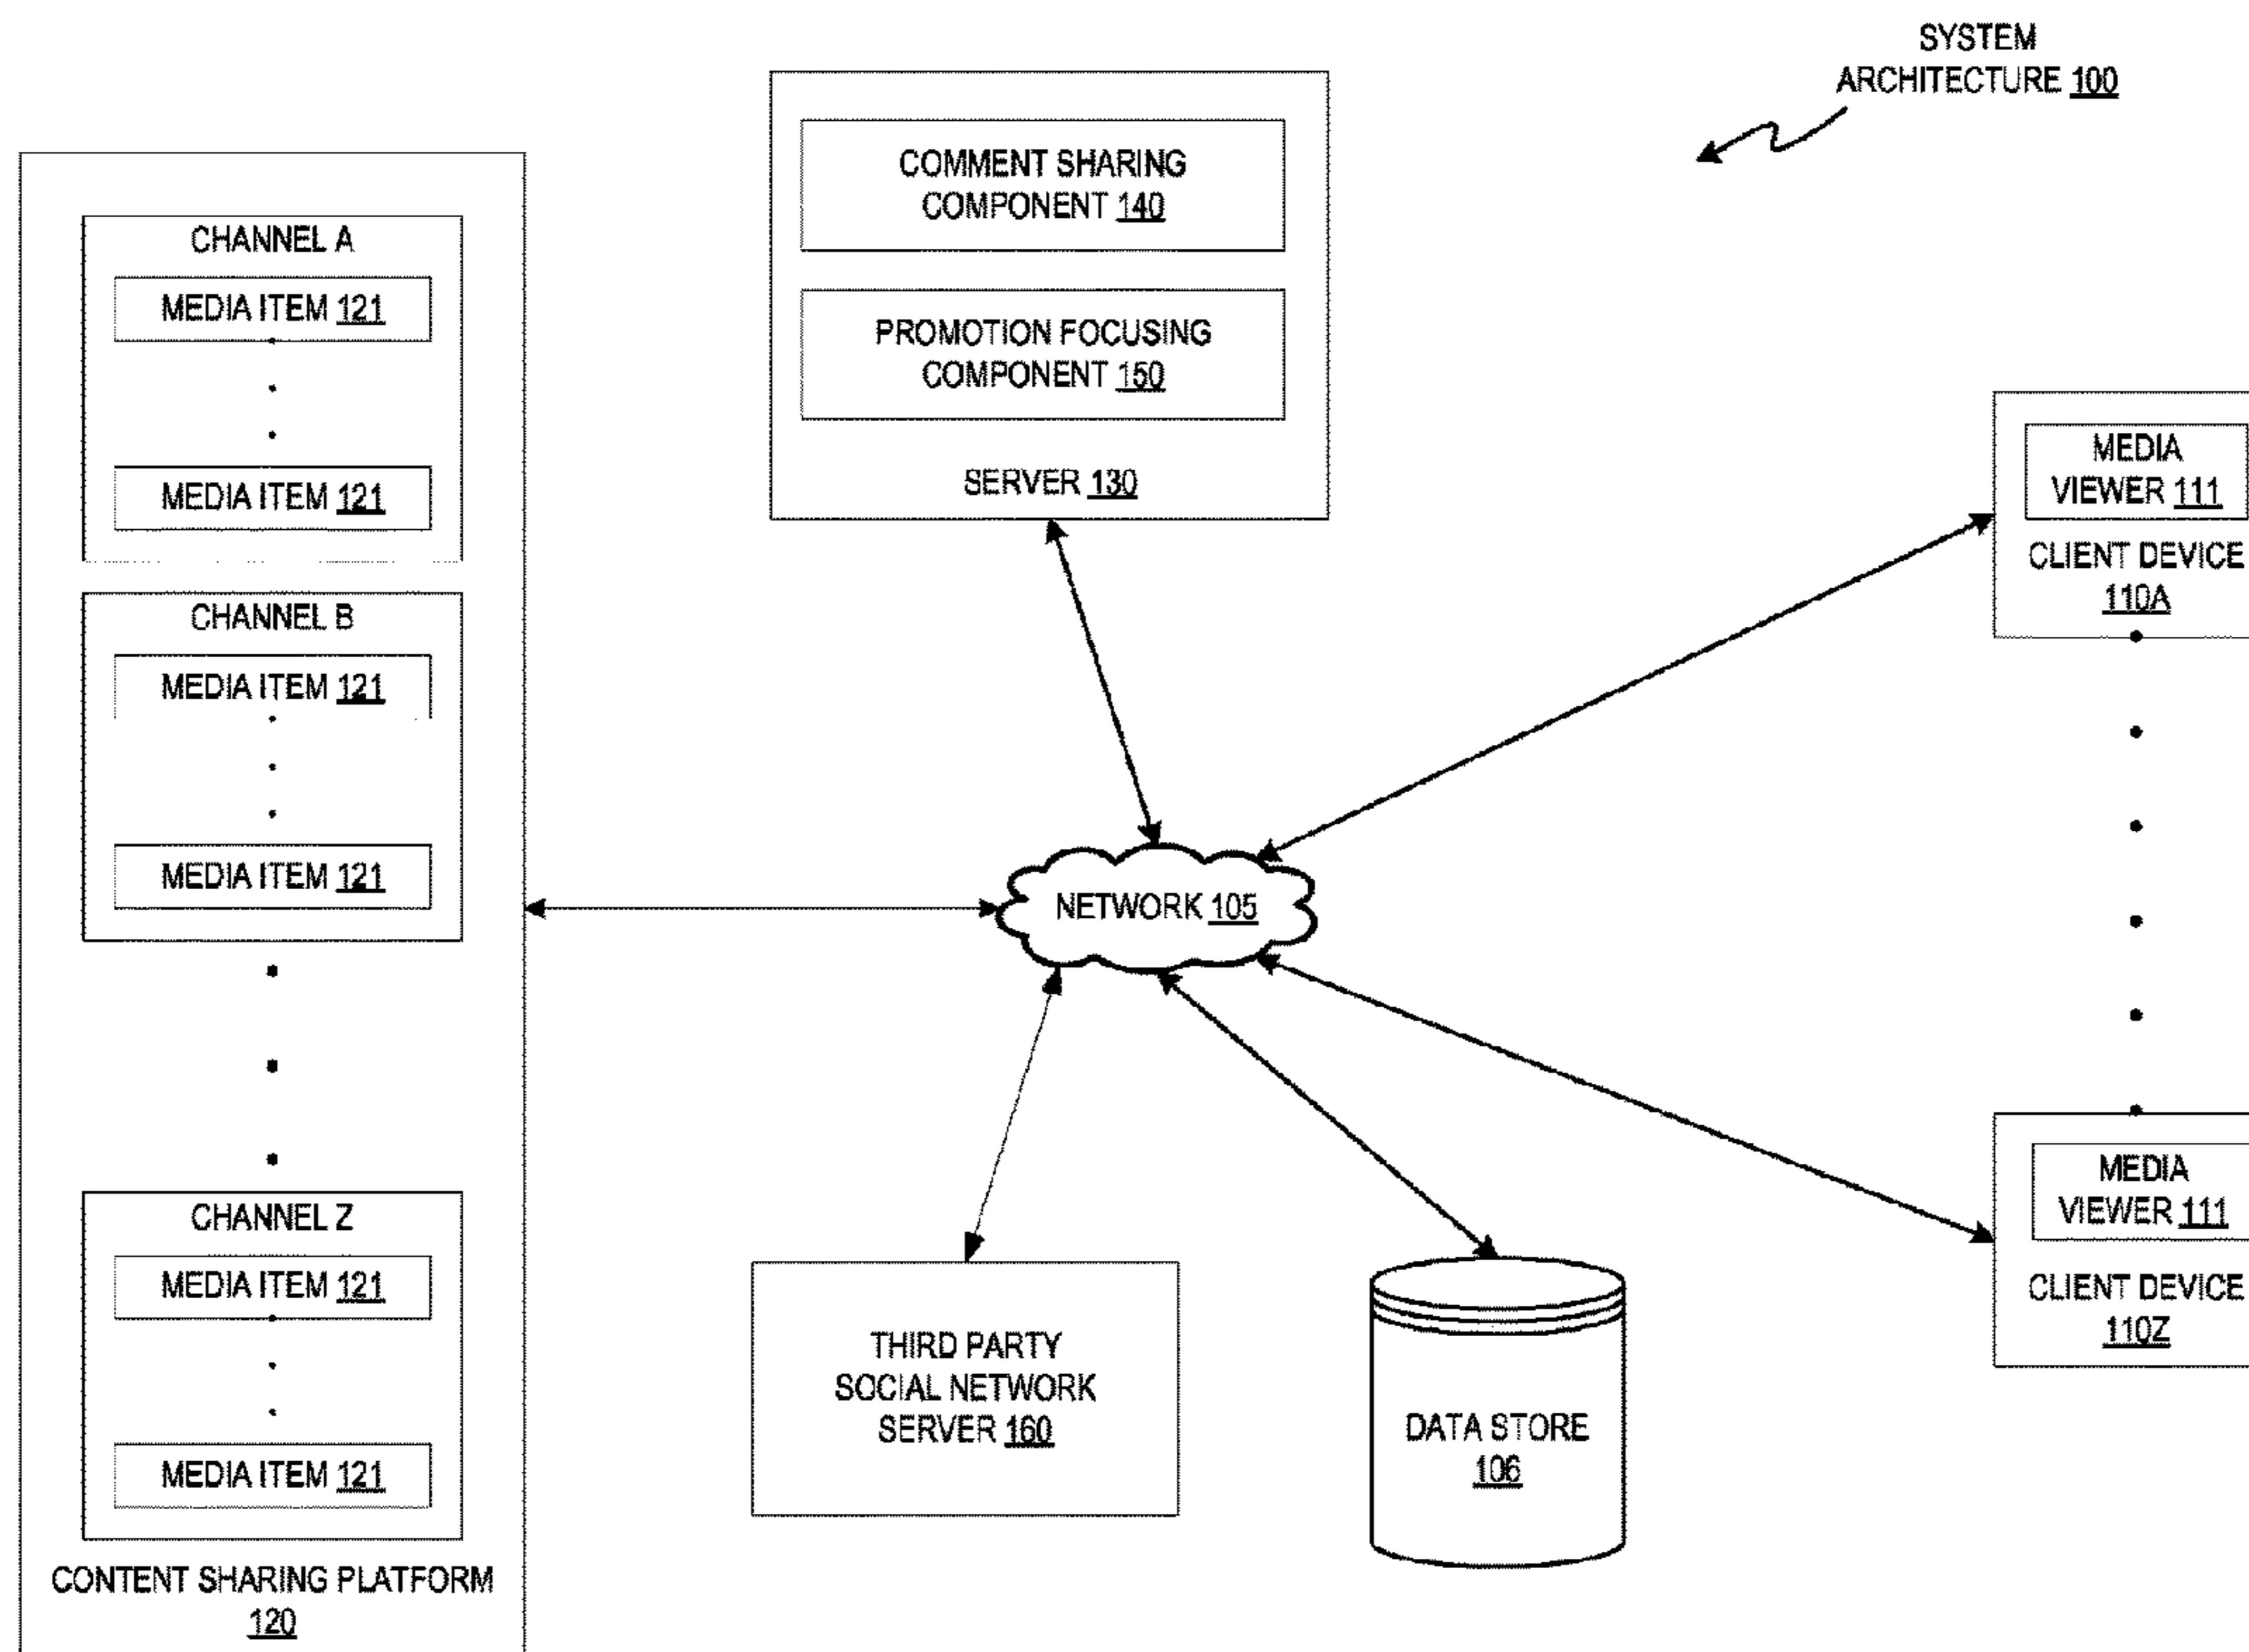 SYSTEM
ARCHITECTURE 100
CHANNEL A
MEDIA ITEM 121
MEDIA ITEM 121
CHANNEL B
MEDIA ITEM 121
MEDIA ITEM 121
CHANNEL Z
MEDIA ITEM 121
MEDIA ITEM 121
CONTENT SHARING PLATFORM
120
COMMENT SHARING
COMPONENT 140
PROMOTION FOCUSING
COMPONENT 150
SERVER 130
NETWORK 105
THIRD PARTY
SOCIAL NETWORK
SERVER 160
DATA STORE
106
MEDIA
VIEWER 111
CLIENT DEVICE
110A
MEDIA
VIEWER 111
CLIENT DEVICE
110Z